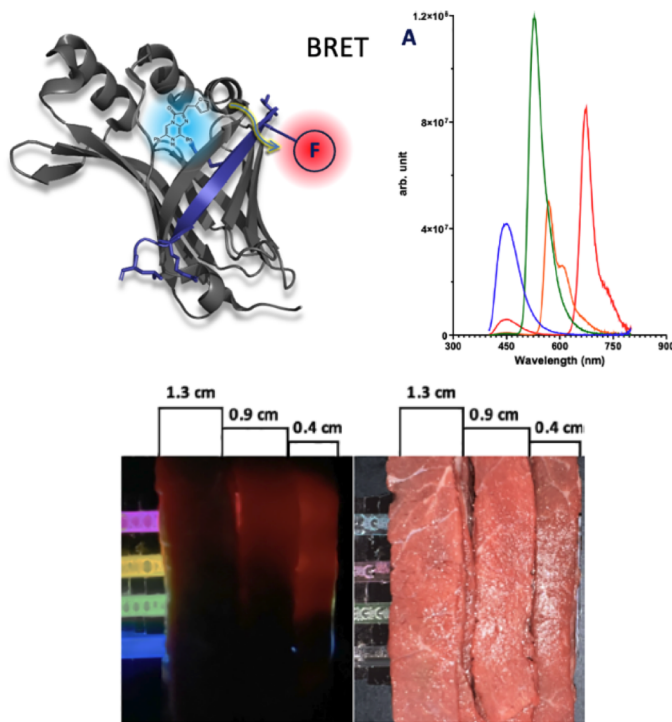 BRET
F
A
1.2×10⁸
8×10⁷
4×10⁷
arb. unit
300 450 600 750 900
Wavelength (nm)
1.3 cm
0.9 cm
0.4 cm
1.3 cm
0.9 cm
0.4 cm